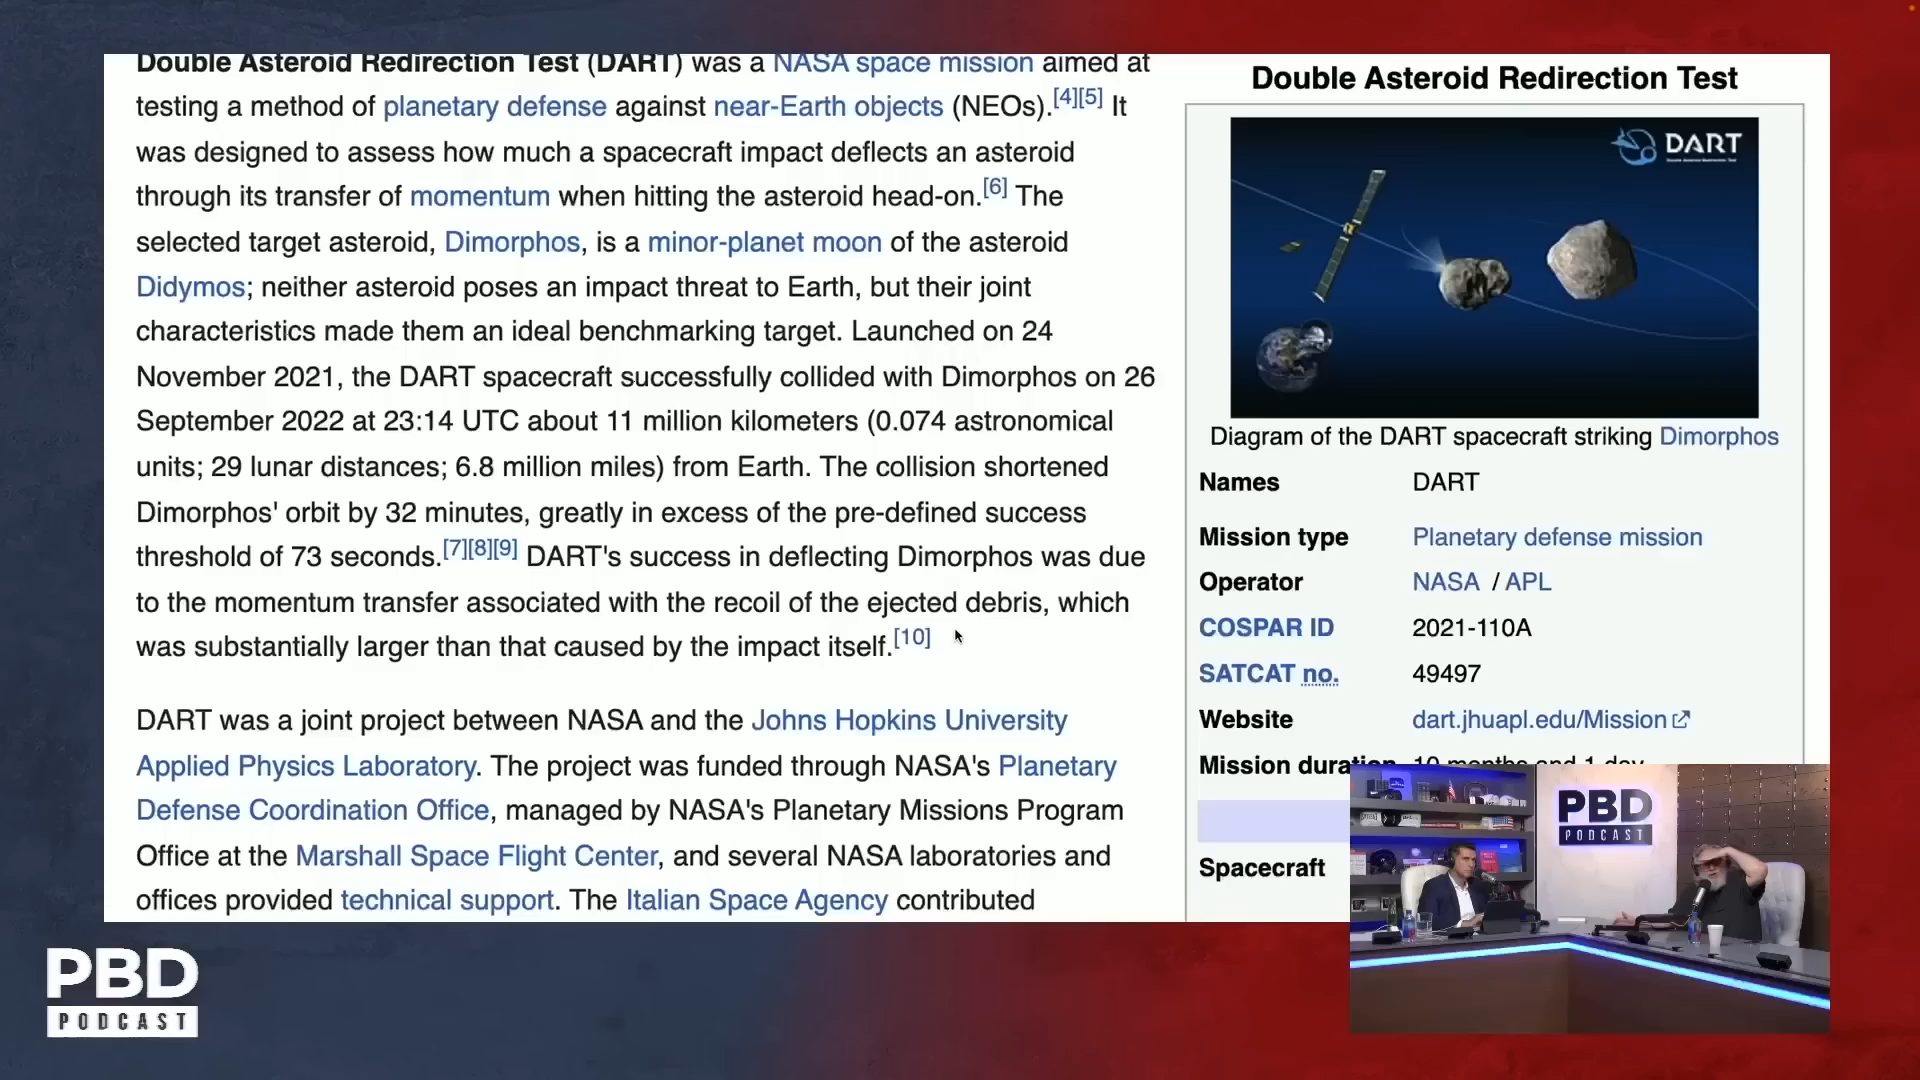 Double Asteroid Redirection Test (DART) was a NASA space mission aimed at
testing a method of planetary defense against near-Earth objects (NEOs).[4][5] It
was designed to assess how much a spacecraft impact deflects an asteroid
through its transfer of momentum when hitting the asteroid head-on.[6] The
selected target asteroid, Dimorphos, is a minor-planet moon of the asteroid
Didymos; neither asteroid poses an impact threat to Earth, but their joint
characteristics made them an ideal benchmarking target. Launched on 24
November 2021, the DART spacecraft successfully collided with Dimorphos on 26
September 2022 at 23:14 UTC about 11 million kilometers (0.074 astronomical
units; 29 lunar distances; 6.8 million miles) from Earth. The collision shortened
Dimorphos' orbit by 32 minutes, greatly in excess of the pre-defined success
threshold of 73 seconds.[7][8][9] DART's success in deflecting Dimorphos was due
to the momentum transfer associated with the recoil of the ejected debris, which
was substantially larger than that caused by the impact itself.[10]
DART was a joint project between NASA and the Johns Hopkins University
Applied Physics Laboratory. The project was funded through NASA's Planetary
Defense Coordination Office, managed by NASA's Planetary Missions Program
Office at the Marshall Space Flight Center, and several NASA laboratories and
offices provided technical support. The Italian Space Agency contributed
Double Asteroid Redirection Test
DART
Diagram of the DART spacecraft striking Dimorphos
Names DART
Mission type Planetary defense mission
Operator NASA / APL
COSPAR ID 2021-110A
SATCAT no. 49497
Website dart.jhuapl.edu/Mission
Mission duration 10 months and 1 day
Spacecraft
PBD
PODCAST
PBD
PODCAST